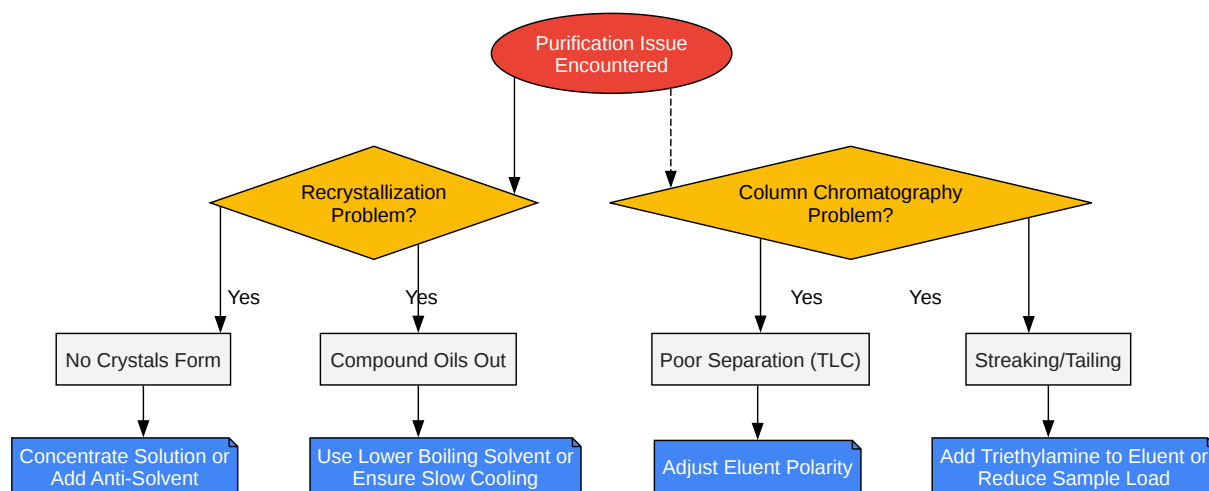 Purification Issue
Encountered
Recrystallization
Problem?
Column Chromatography
Problem?
Yes
Yes
Yes
Yes
No Crystals Form
Compound Oils Out
Poor Separation (TLC)
Streaking/Tailing
Concentrate Solution or
Add Anti-Solvent
Use Lower Boiling Solvent or
Ensure Slow Cooling
Adjust Eluent Polarity
Add Triethylamine to Eluent or
Reduce Sample Load